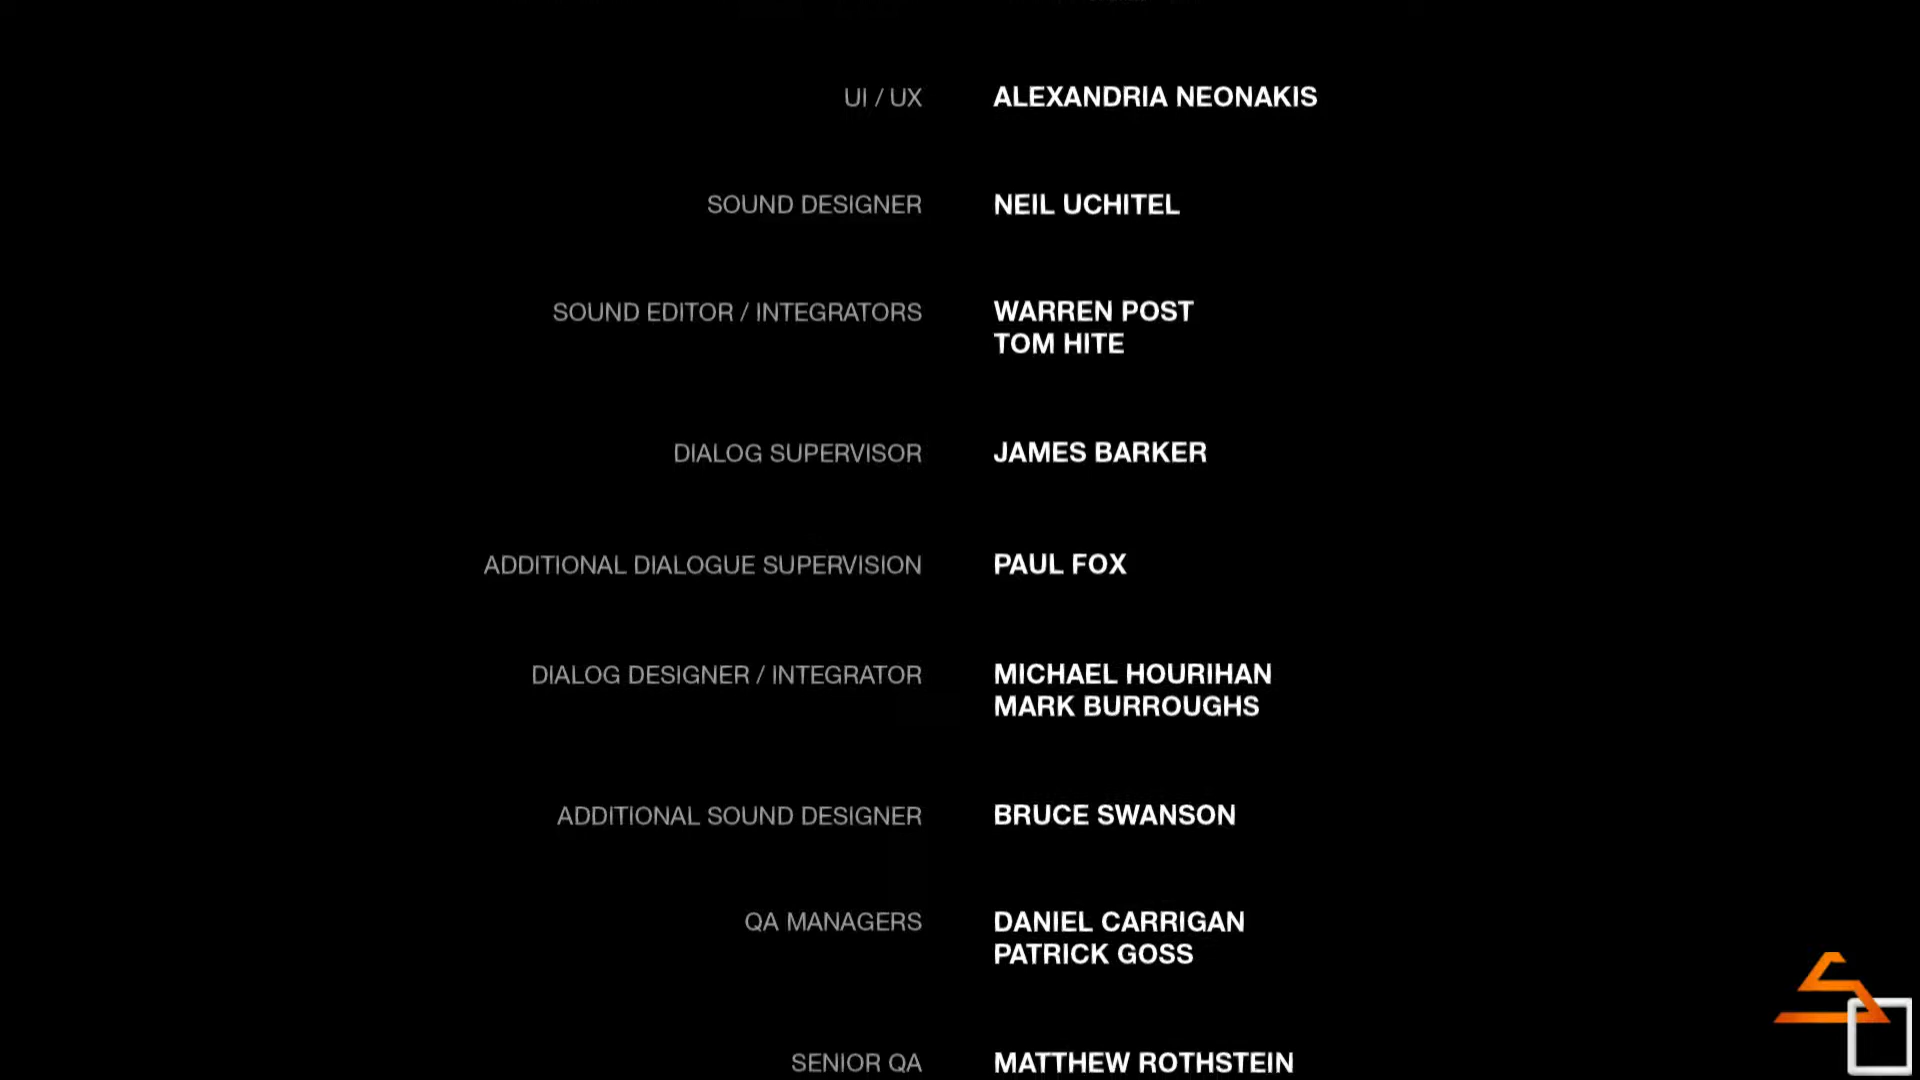 UI / UX ALEXANDRIA NEONAKIS
SOUND DESIGNER NEIL UCHITEL
SOUND EDITOR / INTEGRATORS WARREN POST
TOM HITE
DIALOG SUPERVISOR JAMES BARKER
ADDITIONAL DIALOGUE SUPERVISION PAUL FOX
DIALOG DESIGNER / INTEGRATOR MICHAEL HOURIHAN
MARK BURROUGHS
ADDITIONAL SOUND DESIGNER BRUCE SWANSON
QA MANAGERS DANIEL CARRIGAN
PATRICK GOSS
SENIOR QA MATTHEW ROTHSTEIN